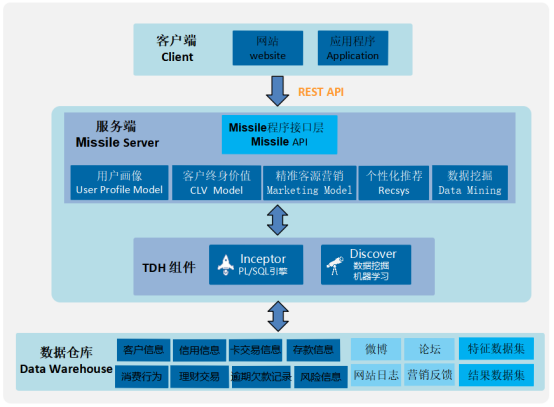 客户端
Client
网站
website
应用程序
Application
REST API
服务端
Missile Server
Missile程序接口层
Missile API
用户画像
User Profile Model
客户终身价值
CLV Model
精准客源营销
Marketing Model
个性化推荐
Recsys
数据挖掘
Data Mining
TDH 组件
Inceptor
PL/SQL引擎
Discover
数据挖掘
机器学习
数据仓库
Data Warehouse
客户信息
信用信息
卡交易信息
存款信息
微博
论坛
特征数据集
消费行为
理财交易
逾期欠款记录
风险信息
网站日志
营销反馈
结果数据集